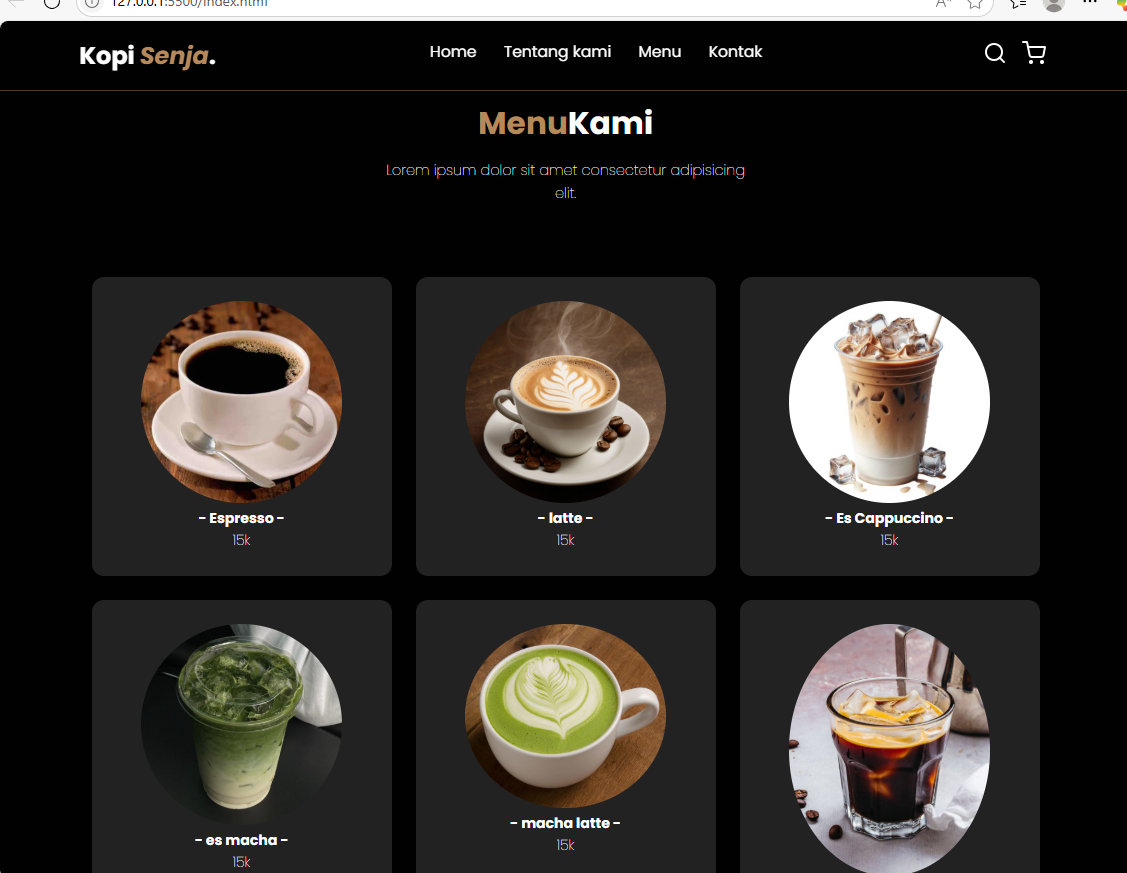 127.0.0.1:5500/index.html
Kopi Senja.
Home Tentang kami Menu Kontak
MenuKami
Lorem ipsum dolor sit amet consectetur adipisicing
elit.
- Espresso -
15k
- latte -
15k
- Es Cappuccino -
15k
- es macha -
15k
- macha latte -
15k